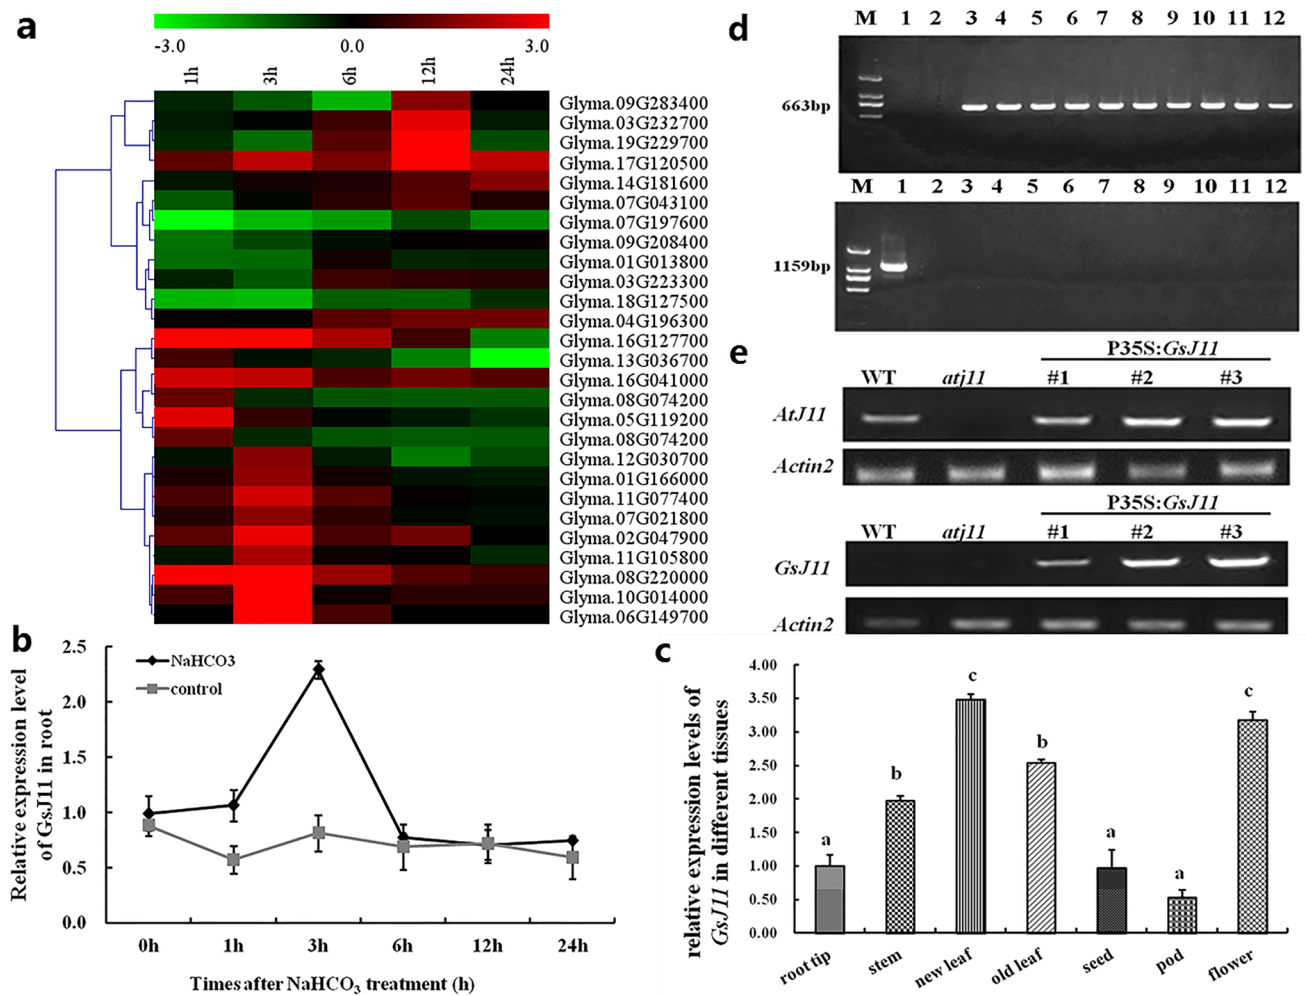 a
-3.0 0.0 3.0
1h 3h 6h 12h 24h
Glyma.09G283400
Glyma.03G232700
Glyma.19G229700
Glyma.17G120500
Glyma.14G181600
Glyma.07G043100
Glyma.07G197600
Glyma.09G208400
Glyma.01G013800
Glyma.03G223300
Glyma.18G127500
Glyma.04G196300
Glyma.16G127700
Glyma.13G036700
Glyma.16G041000
Glyma.08G074200
Glyma.05G119200
Glyma.08G074200
Glyma.12G030700
Glyma.01G166000
Glyma.11G077400
Glyma.07G021800
Glyma.02G047900
Glyma.11G105800
Glyma.08G220000
Glyma.10G014000
Glyma.06G149700
b
Relative expression level
of GsJ11 in root
2.5
2.0
1.5
1.0
0.5
0.0
NaHCO3
control
0h 1h 3h 6h 12h 24h
Times after NaHCO3 treatment (h)
d
M 1 2 3 4 5 6 7 8 9 10 11 12
663bp
M 1 2 3 4 5 6 7 8 9 10 11 12
1159bp
e
P35S:GsJ11
WT atj11 #1 #2 #3
AtJ11
Actin2
P35S:GsJ11
WT atj11 #1 #2 #3
GsJ11
Actin2
c
relative expression levels of
GsJ11 in different tissues
4.00
3.50
3.00
2.50
2.00
1.50
1.00
0.50
0.00
a b c b a a c
root tip stem new leaf old leaf seed pod flower